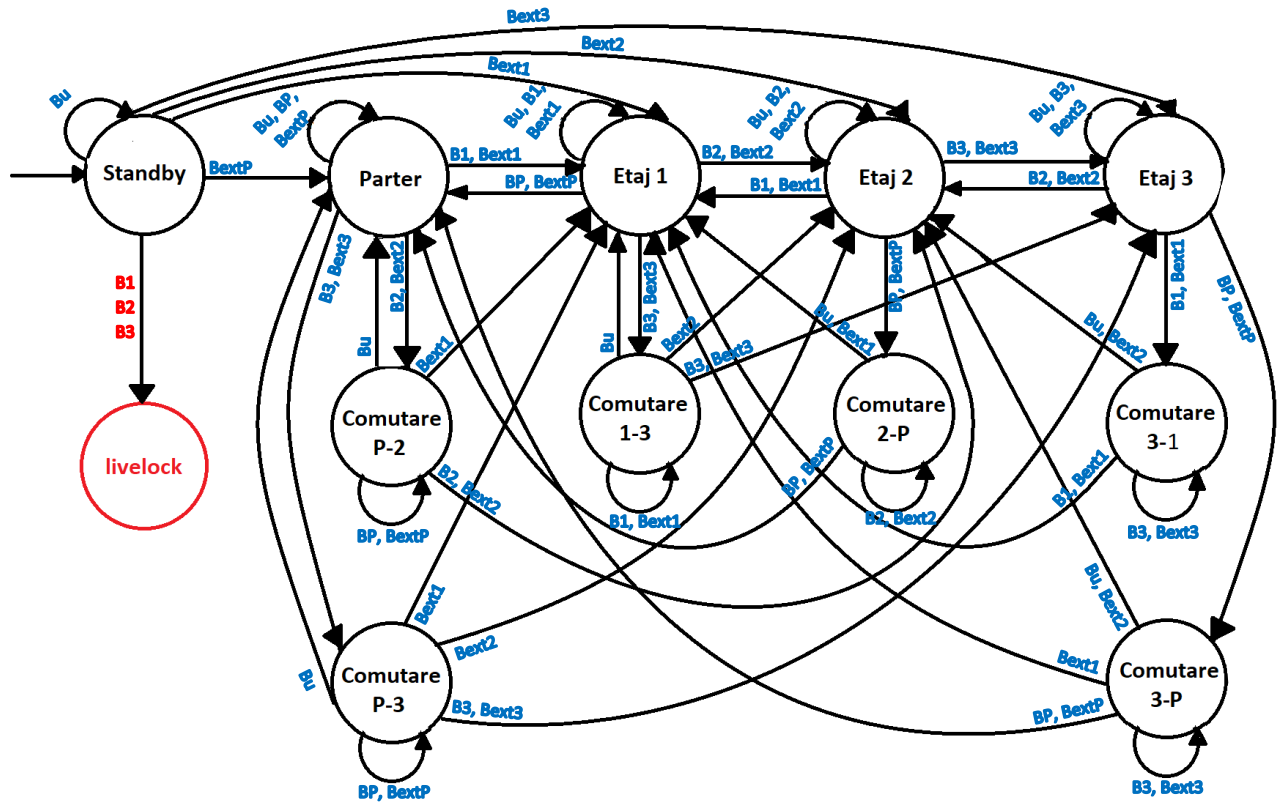 Bext3
Bext2
Bext1
Bu
Bu, BP,
BextP
Bu, B1,
Bext1
Bu, B2,
Bext2
Bu, B3,
Bext3
Standby
BextP
Parter
B1, Bext1
BP, BextP
Etaj 1
B2, Bext2
B1, Bext1
Etaj 2
B3, Bext3
B2, Bext2
Etaj 3
B1
B2
B3
B3, Bext3
B2, Bext2
B3, Bext3
BP, BextP
B1, Bext1
BP, BextP
Bu
Bext1
Bu
Bext2
B3, Bext3
Bu, Bext1
Bu, Bext2
livelock
Comutare
P-2
Comutare
1-3
Comutare
2-P
Comutare
3-1
B2, Bext2
BP, BextP
B1, Bext1
BP, BextP
B2, Bext2
B1, Bext1
B3, Bext3
Bext1
Bext2
Bu
Comutare
P-3
B3, Bext3
BP, BextP
Bu, Bext2
Bext1
BP, BextP
Comutare
3-P
B3, Bext3